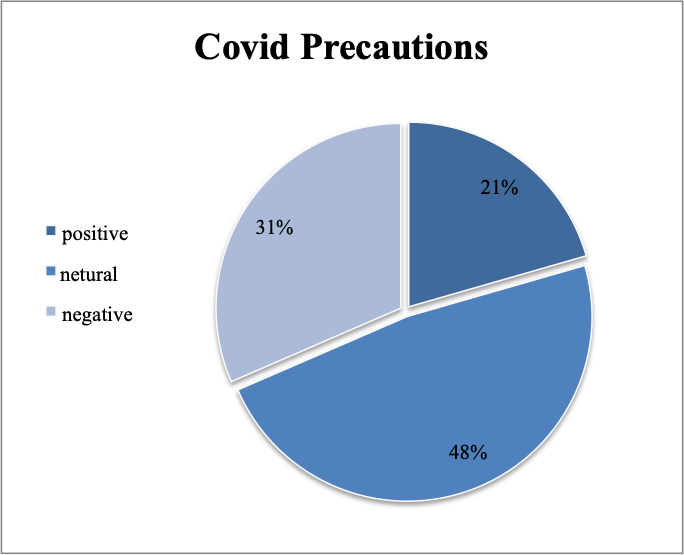 Covid Precautions
21%
31%
positive
netural
negative
48%